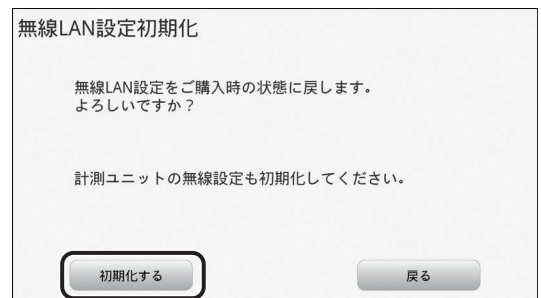 無線LAN設定初期化
無線LAN設定をご購入時の状態に戻します。
よろしいですか？
計測ユニットの無線設定も初期化してください。
初期化する
戻る